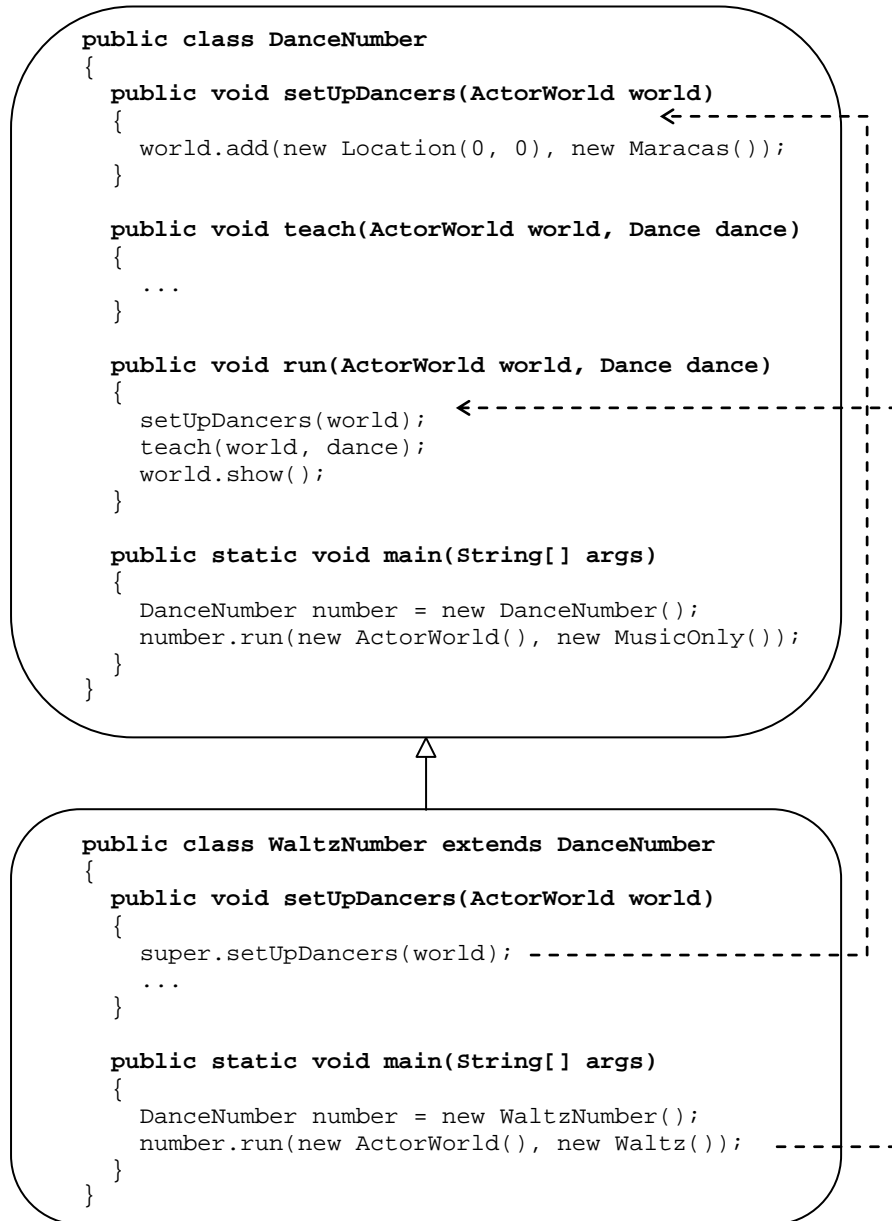 public class DanceNumber
{
  public void setUpDancers(ActorWorld world)
  {
    world.add(new Location(0, 0), new Maracas());
  }

  public void teach(ActorWorld world, Dance dance)
  {
    ...
  }

  public void run(ActorWorld world, Dance dance)
  {
    setUpDancers(world);
    teach(world, dance);
    world.show();
  }

  public static void main(String[] args)
  {
    DanceNumber number = new DanceNumber();
    number.run(new ActorWorld(), new MusicOnly());
  }
}

public class WaltzNumber extends DanceNumber
{
  public void setUpDancers(ActorWorld world)
  {
    super.setUpDancers(world);
    ...
  }

  public static void main(String[] args)
  {
    DanceNumber number = new WaltzNumber();
    number.run(new ActorWorld(), new Waltz());
  }
}